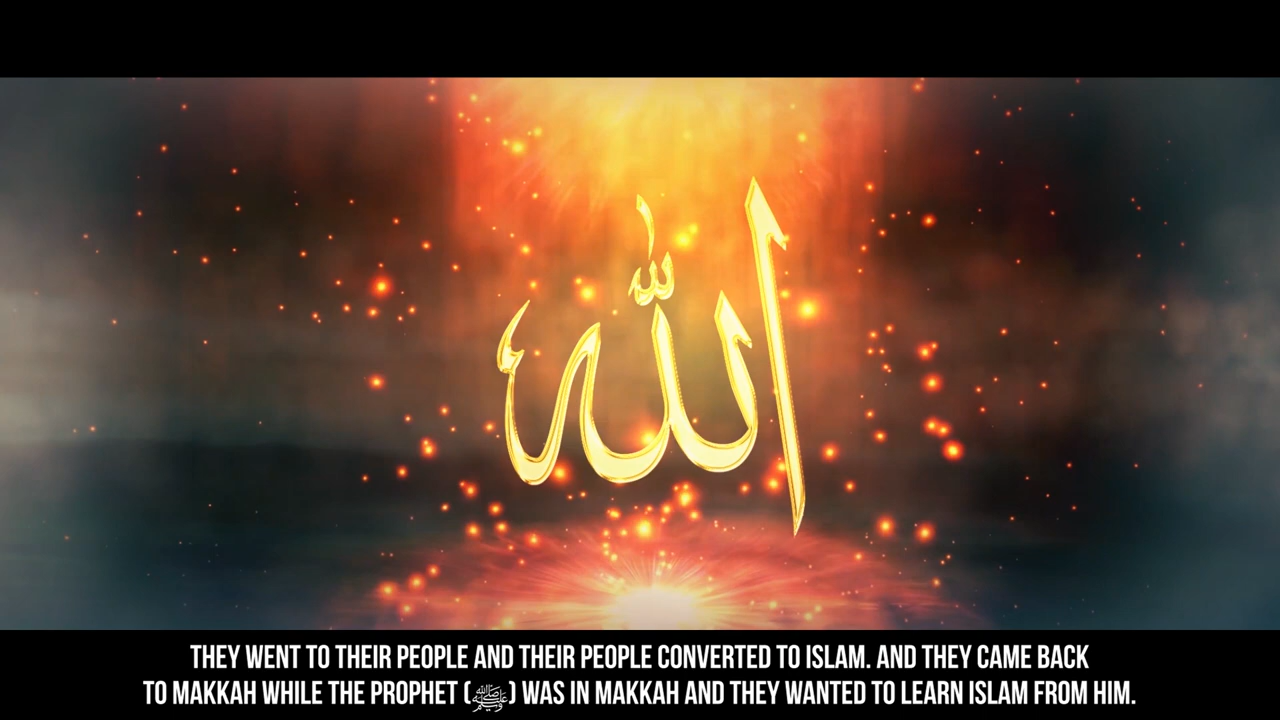 الله
THEY WENT TO THEIR PEOPLE AND THEIR PEOPLE CONVERTED TO ISLAM. AND THEY CAME BACK
TO MAKKAH WHILE THE PROPHET (ﷺ) WAS IN MAKKAH AND THEY WANTED TO LEARN ISLAM FROM HIM.